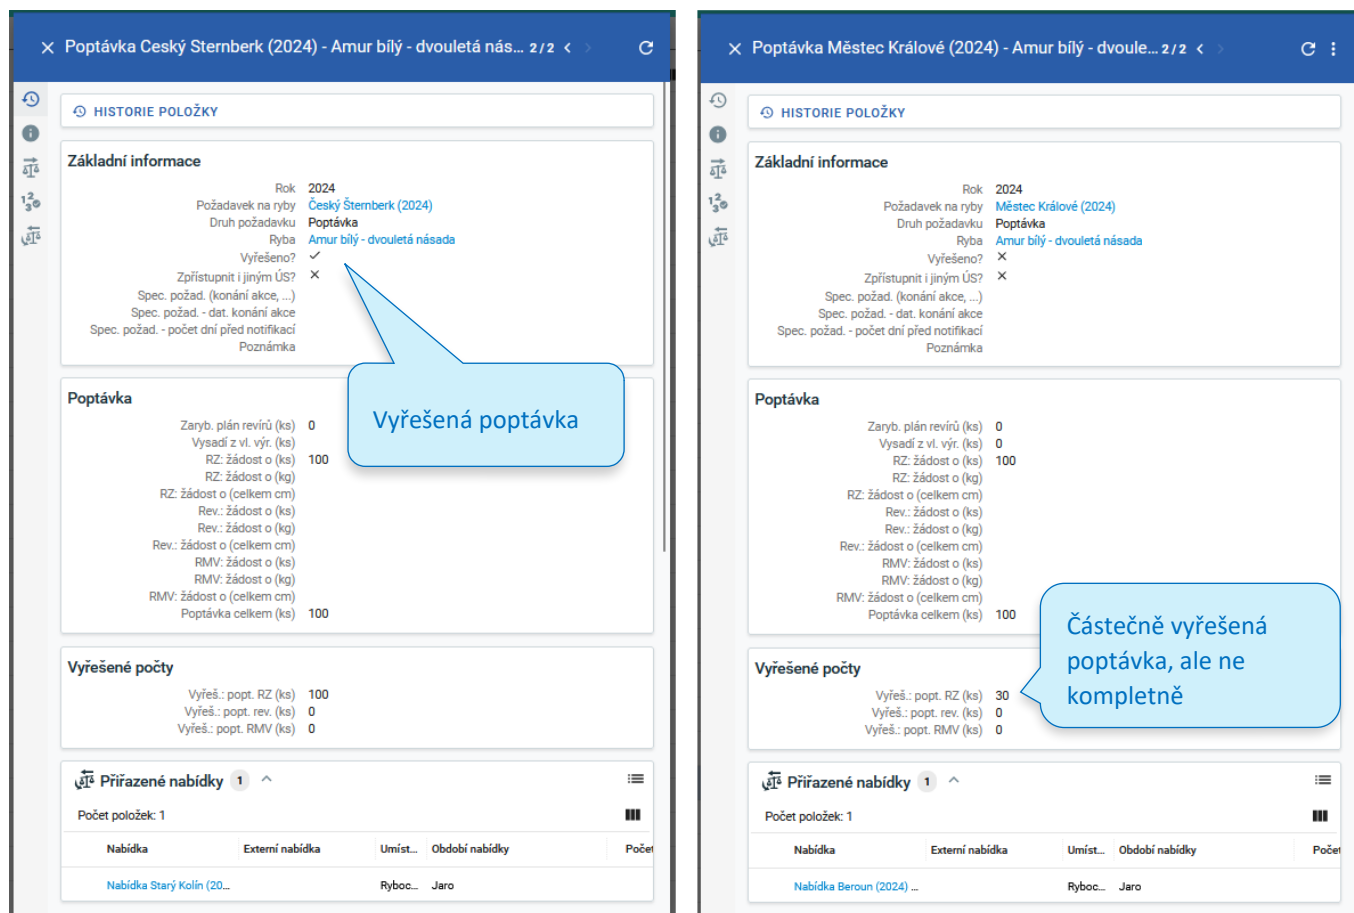 Poptávka Ceský Sternberk (2024) - Amur bílý - dvouletá nás... 2/2
HISTORIE POLOŽKY
Základní informace
Rok 2024
Požadavek na ryby Český Šternberk (2024)
Druh požadavku Poptávka
Ryba Amur bílý - dvouletá násada
Vyřešeno?
Zpřístupnit i jiným ÚS?
Spec. požad. (konání akce, ...)
Spec. požad. - dat. konání akce
Spec. požad. - počet dní před notifikací
Poznámka
Vyřešená poptávka
Poptávka
Zaryb. plán revírů (ks) 0
Vysadí z vl. výr. (ks)
RZ: žádost o (ks) 100
RZ: žádost o (kg)
RZ: žádost o (celkem cm)
Rev.: žádost o (ks)
Rev.: žádost o (kg)
Rev.: žádost o (celkem cm)
RMV: žádost o (ks)
RMV: žádost o (kg)
RMV: žádost o (celkem cm)
Poptávka celkem (ks) 100
Vyřešené počty
Vyřeš.: popt. RZ (ks) 100
Vyřeš.: popt. rev. (ks) 0
Vyřeš.: popt. RMV (ks) 0
Přiřazené nabídky 1
Počet položek: 1
Nabídka Externí nabídka Umíst... Období nabídky Počet
Nabídka Starý Kolín (20... Ryboc... Jaro
Poptávka Městec Králové (2024) - Amur bílý - dvoule... 2/2
HISTORIE POLOŽKY
Základní informace
Rok 2024
Požadavek na ryby Městec Králové (2024)
Druh požadavku Poptávka
Ryba Amur bílý - dvouletá násada
Vyřešeno?
Zpřístupnit i jiným ÚS?
Spec. požad. (konání akce, ...)
Spec. požad. - dat. konání akce
Spec. požad. - počet dní před notifikací
Poznámka
Poptávka
Zaryb. plán revírů (ks) 0
Vysadí z vl. výr. (ks) 0
RZ: žádost o (ks) 100
RZ: žádost o (kg)
RZ: žádost o (celkem cm)
Rev.: žádost o (ks)
Rev.: žádost o (kg)
Rev.: žádost o (celkem cm)
RMV: žádost o (ks)
RMV: žádost o (kg)
RMV: žádost o (celkem cm)
Poptávka celkem (ks) 100
Částečně vyřešená
poptávka, ale ne
kompletně
Vyřešené počty
Vyřeš.: popt. RZ (ks) 30
Vyřeš.: popt. rev. (ks) 0
Vyřeš.: popt. RMV (ks) 0
Přiřazené nabídky 1
Počet položek: 1
Nabídka Externí nabídka Umíst... Období nabídky Počet
Nabídka Beroun (2024) ... Ryboc... Jaro